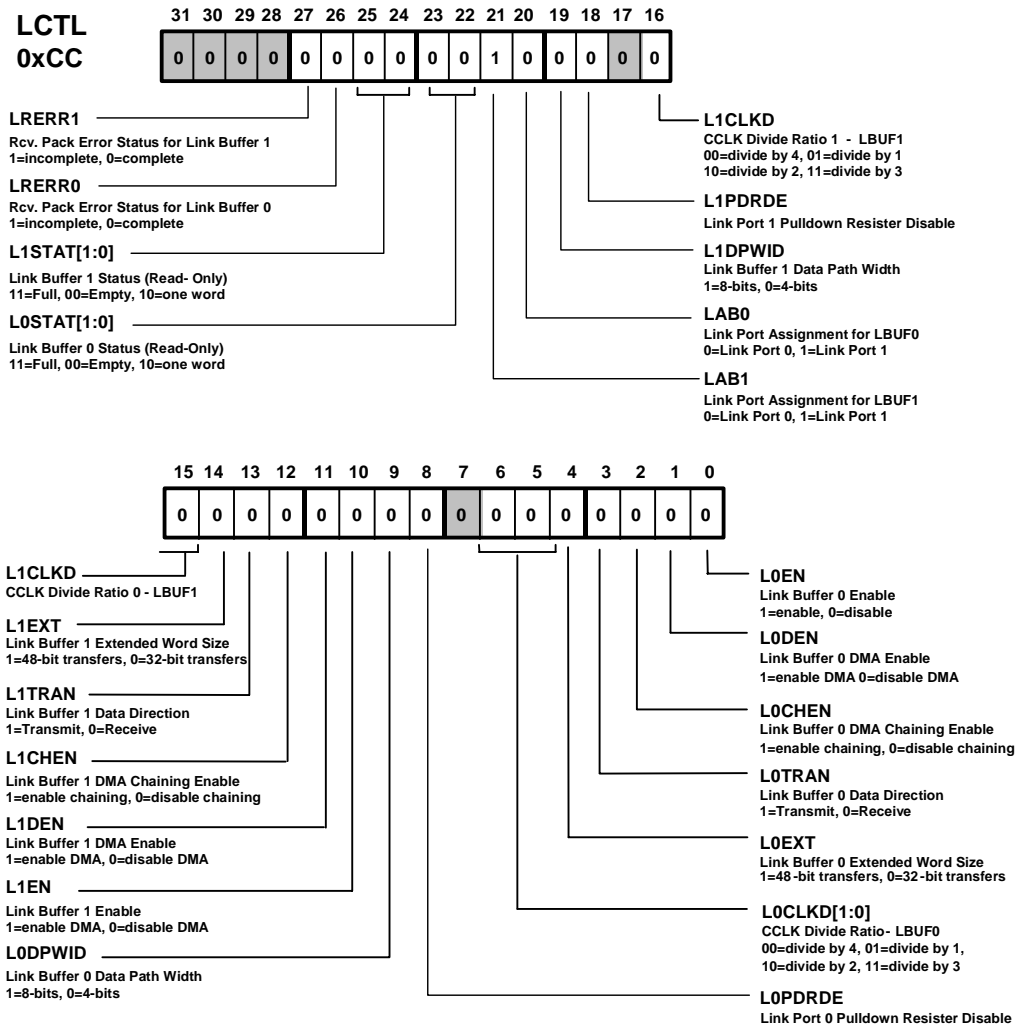 LCTL
0xCC
31 30 29 28 27 26 25 24 23 22 21 20 19 18 17 16
0 0 0 0 0 0 0 0 0 0 1 0 0 0 0 0
LRERR1
Rcv. Pack Error Status for Link Buffer 1
1=incomplete, 0=complete
LRERR0
Rcv. Pack Error Status for Link Buffer 0
1=incomplete, 0=complete
L1STAT[1:0]
Link Buffer 1 Status (Read- Only)
11=Full, 00=Empty, 10=one word
L0STAT[1:0]
Link Buffer 0 Status (Read-Only)
11=Full, 00=Empty, 10=one word
L1CLKD
CCLK Divide Ratio 1 - LBUF1
00=divide by 4, 01=divide by 1
10=divide by 2, 11=divide by 3
L1PDRDE
Link Port 1 Pulldown Resister Disable
L1DPWID
Link Buffer 1 Data Path Width
1=8-bits, 0=4-bits
LAB0
Link Port Assignment for LBUF0
0=Link Port 0, 1=Link Port 1
LAB1
Link Port Assignment for LBUF1
0=Link Port 0, 1=Link Port 1
15 14 13 12 11 10 9 8 7 6 5 4 3 2 1 0
0 0 0 0 0 0 0 0 0 0 0 0 0 0 0 0
L1CLKD
CCLK Divide Ratio 0 - LBUF1
L1EXT
Link Buffer 1 Extended Word Size
1=48-bit transfers, 0=32-bit transfers
L1TRAN
Link Buffer 1 Data Direction
1=Transmit, 0=Receive
L1CHEN
Link Buffer 1 DMA Chaining Enable
1=enable chaining, 0=disable chaining
L1DEN
Link Buffer 1 DMA Enable
1=enable DMA, 0=disable DMA
L1EN
Link Buffer 1 Enable
1=enable DMA, 0=disable DMA
L0DPWID
Link Buffer 0 Data Path Width
1=8-bits, 0=4-bits
L0EN
Link Buffer 0 Enable
1=enable, 0=disable
L0DEN
Link Buffer 0 DMA Enable
1=enable DMA 0=disable DMA
L0CHEN
Link Buffer 0 DMA Chaining Enable
1=enable chaining, 0=disable chaining
L0TRAN
Link Buffer 0 Data Direction
1=Transmit, 0=Receive
L0EXT
Link Buffer 0 Extended Word Size
1=48-bit transfers, 0=32-bit transfers
L0CLKD[1:0]
CCLK Divide Ratio- LBUF0
00=divide by 4, 01=divide by 1,
10=divide by 2, 11=divide by 3
L0PDRDE
Link Port 0 Pulldown Resister Disable